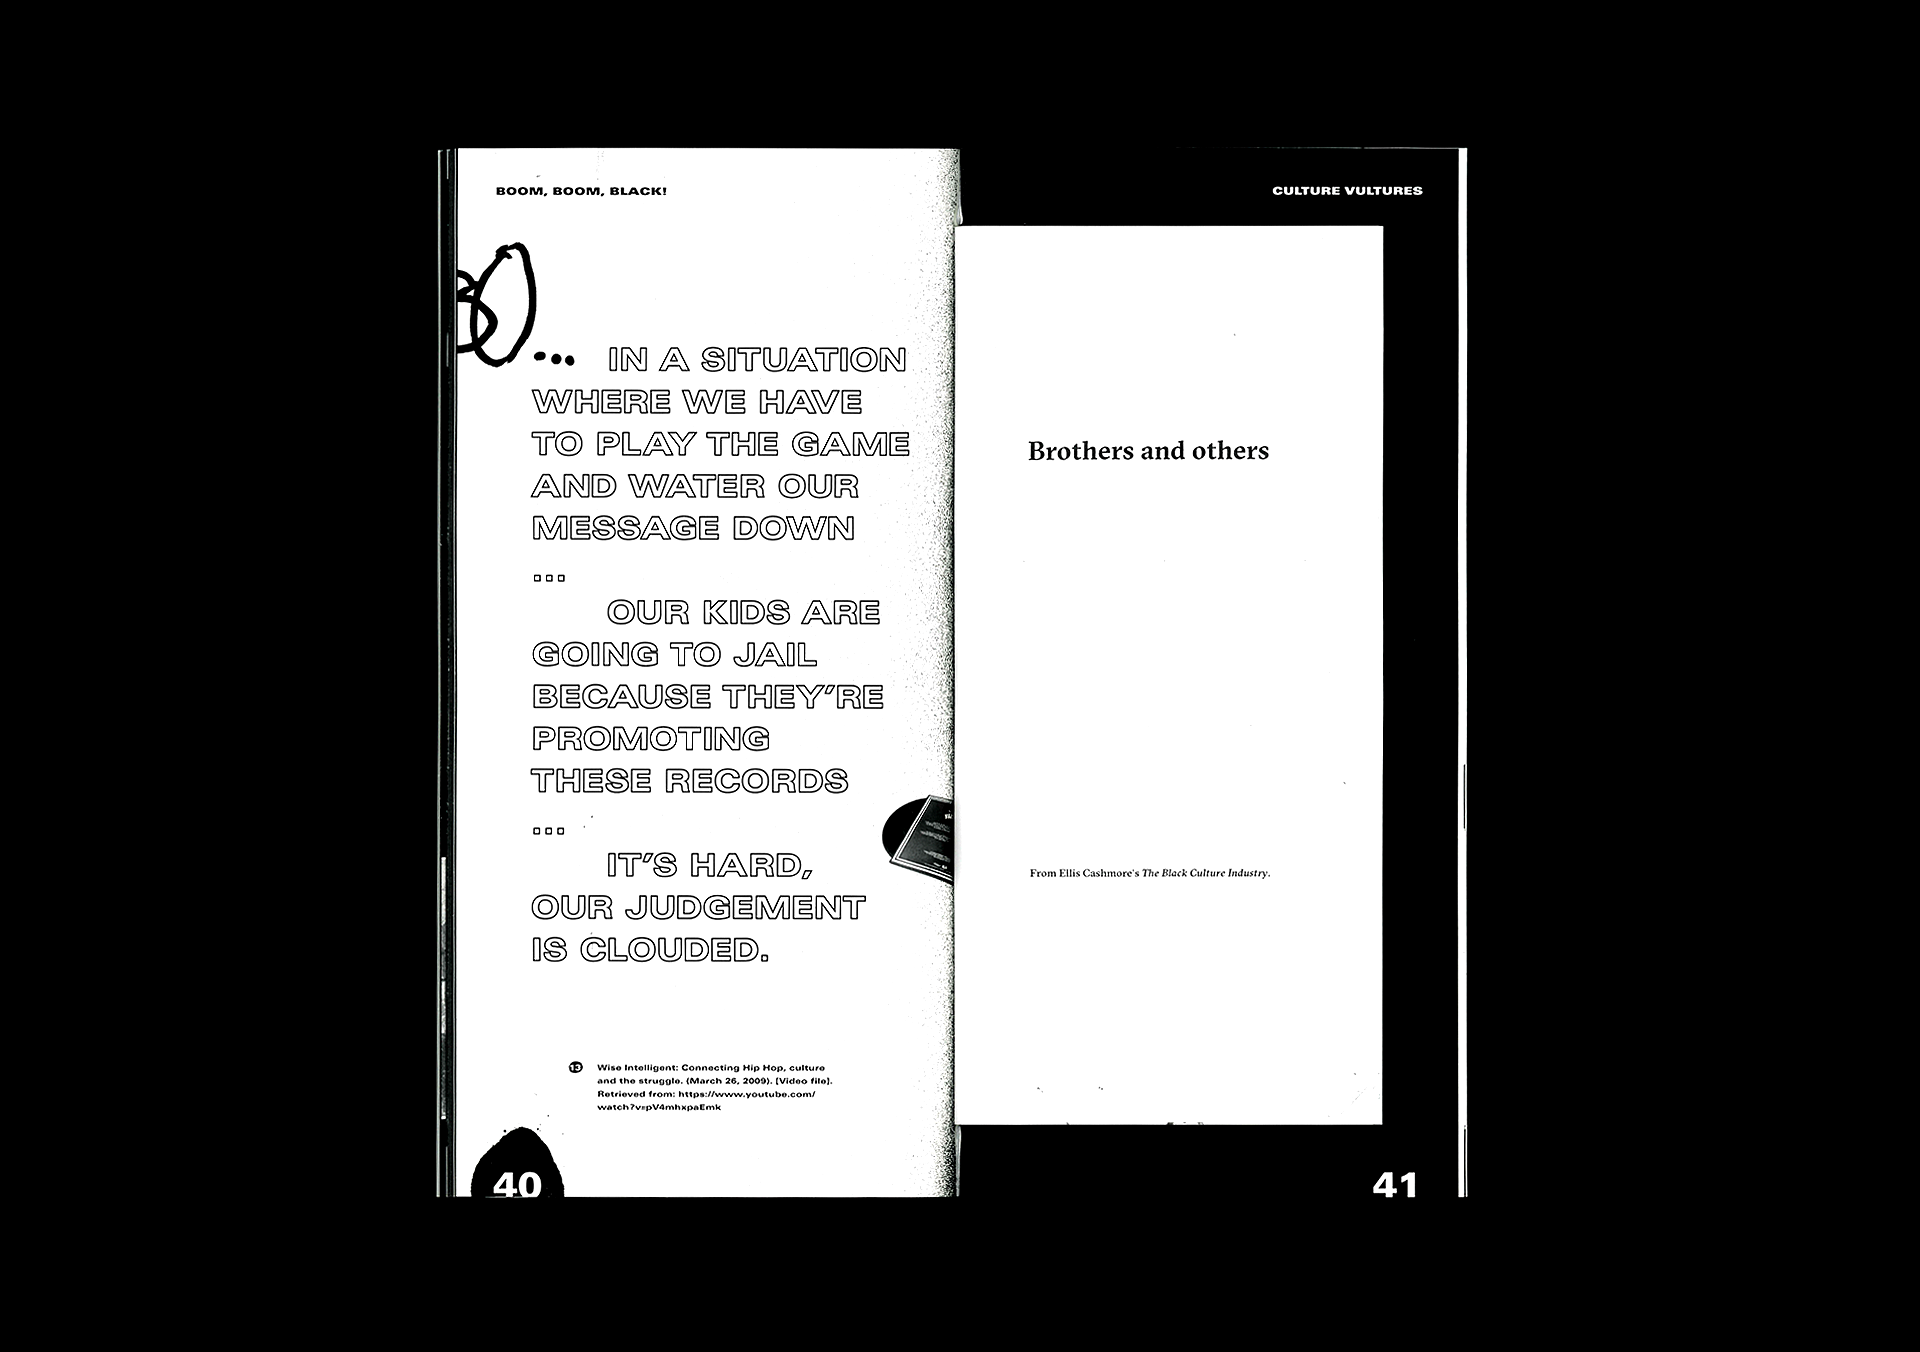 BOOM, BOOM, BLACK!
... IN A SITUATION
WHERE WE HAVE
TO PLAY THE GAME
AND WATER OUR
MESSAGE DOWN
...
OUR KIDS ARE
GOING TO JAIL
BECAUSE THEY’RE
PROMOTING
THESE RECORDS
...
IT’S HARD,
OUR JUDGEMENT
IS CLOUDED.
13 Wise Intelligent: Connecting Hip Hop, culture
and the struggle. (March 26, 2009). [Video file].
Retrieved from: https://www.youtube.com/
watch?v=pV4mhxpaEmk
40
CULTURE VULTURES
Brothers and others
From Ellis Cashmore's The Black Culture Industry.
41